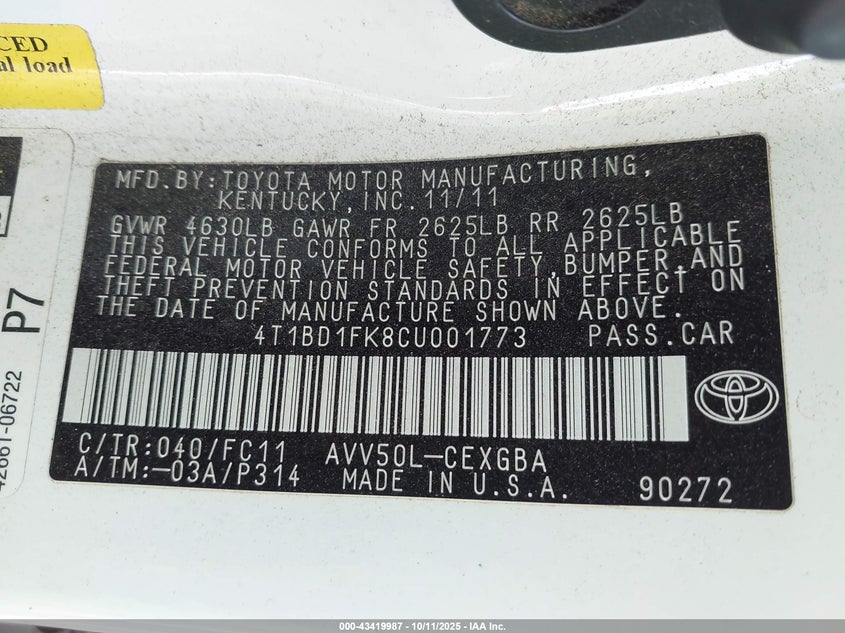 CED
al load
P7
42661-06722
MFD.BY:TOYOTA MOTOR MANUFACTURING,
KENTUCKY,INC.11/11
GVWR 4630LB GAWR FR 2625LB RR 2625LB
THIS VEHICLE CONFORMS TO ALL APPLICABLE
FEDERAL MOTOR VEHICLE SAFETY,BUMPER,AND
THEFT PREVENTION STANDARDS IN EFFECT ON
THE DATE OF MANUFACTURE SHOWN ABOVE.
4T1BD1FK8CU001773 PASS.CAR
C/TR:040/FC11 AVV50L-CEXGBA
A/TM:-03A/P314 MADE IN U.S.A. 90272
000-43419987 - 10/11/2025 - IAA Inc.